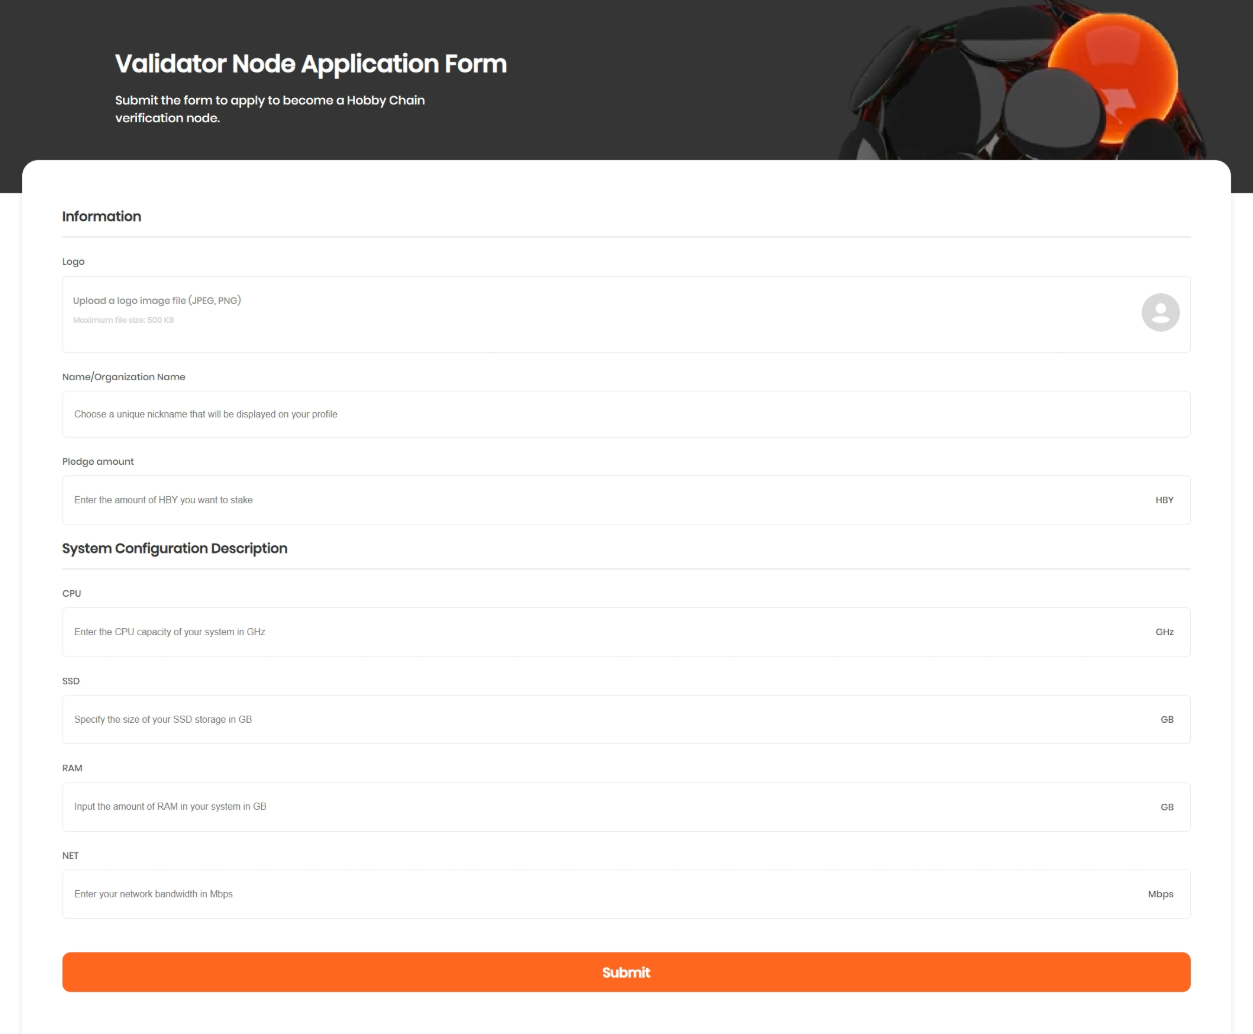 Validator Node Application Form
Submit the form to apply to become a Hobby Chain
verification node.
Information
Logo
Upload a logo image file (JPEG, PNG)
Maximum file size: 500 KB
Name/Organization Name
Choose a unique nickname that will be displayed on your profile
Pledge amount
Enter the amount of HBY you want to stake
HBY
System Configuration Description
CPU
Enter the CPU capacity of your system in GHz
GHz
SSD
Specify the size of your SSD storage in GB
GB
RAM
Input the amount of RAM in your system in GB
GB
NET
Enter your network bandwidth in Mbps
Mbps
Submit